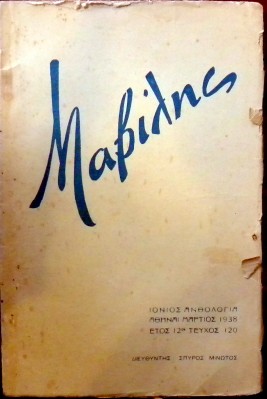 Μαβίλης
ΙΟΝΙΟΣ ΑΝΘΟΛΟΓΙΑ
ΑΘΗΝΑΙ ΜΑΡΤΙΟΣ 1938
ΕΤΟΣ 12ον ΤΕΥΧΟΣ 120
ΔΙΕΥΘΥΝΤΗΣ ΣΠΥΡΟΣ ΜΙΝΩΤΟΣ